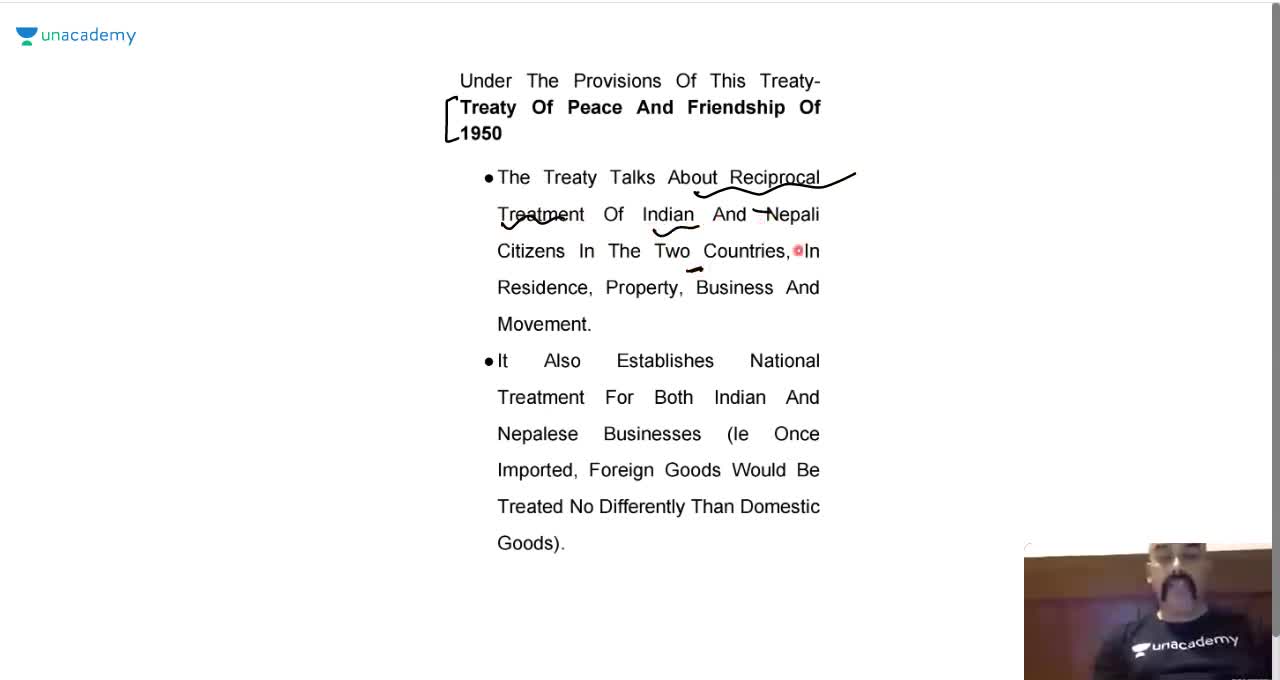 unacademy
Under The Provisions Of This Treaty-
Treaty Of Peace And Friendship Of
1950
● The Treaty Talks About Reciprocal
Treatment Of Indian And Nepali
Citizens In The Two Countries, In
Residence, Property, Business And
Movement.
● It Also Establishes National
Treatment For Both Indian And
Nepalese Businesses (Ie Once
Imported, Foreign Goods Would Be
Treated No Differently Than Domestic
Goods).
unacademy